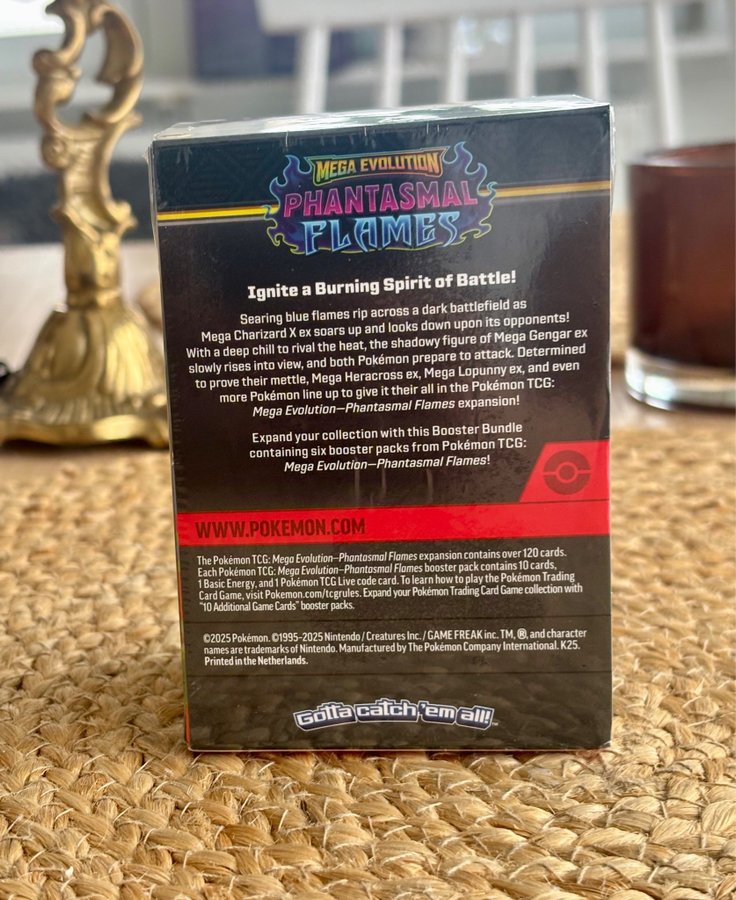 MEGA EVOLUTION
PHANTASMAL
FLAMES
Ignite a Burning Spirit of Battle!
Searing blue flames rip across a dark battlefield as
Mega Charizard X ex soars up and looks down upon its opponents!
With a deep chill to rival the heat, the shadowy figure of Mega Gengar ex
slowly rises into view, and both Pokémon prepare to attack. Determined
to prove their mettle, Mega Heracross ex, Mega Lopunny ex, and even
more Pokémon line up to give it their all in the Pokémon TCG:
Mega Evolution—Phantasmal Flames expansion!
Expand your collection with this Booster Bundle
containing six booster packs from Pokémon TCG:
Mega Evolution—Phantasmal Flames!
WWW.POKEMON.COM
The Pokémon TCG: Mega Evolution—Phantasmal Flames expansion contains over 120 cards.
Each Pokémon TCG: Mega Evolution—Phantasmal Flames booster pack contains 10 cards,
1 Basic Energy, and 1 Pokémon TCG Live code card. To learn how to play the Pokémon Trading
Card Game, visit Pokemon.com/tcgrules. Expand your Pokémon Trading Card Game collection with
"10 Additional Game Cards" booster packs.
©2025 Pokémon. ©1995-2025 Nintendo / Creatures Inc. / GAME FREAK inc. TM, ®, and character
names are trademarks of Nintendo. Manufactured by The Pokémon Company International. K25.
Printed in the Netherlands.
Gotta catch 'em all!™